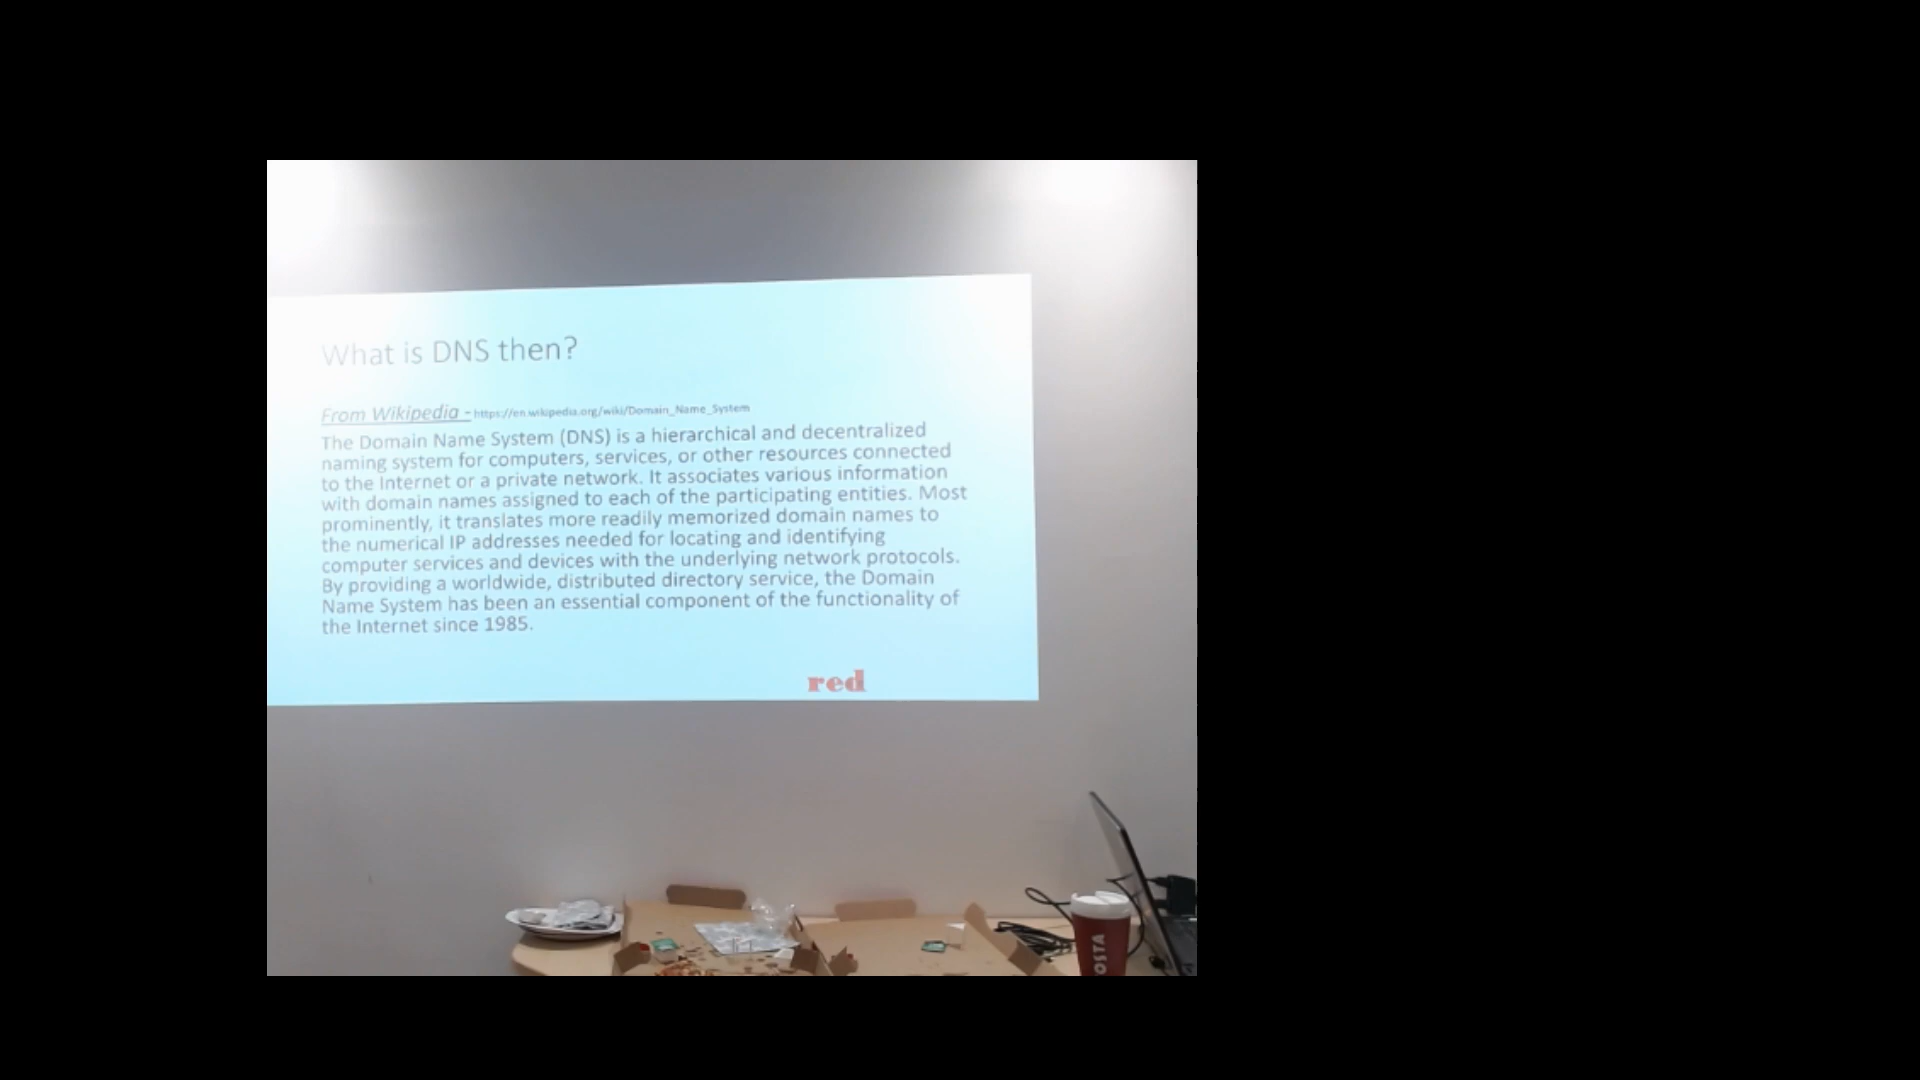 What is DNS then?
From Wikipedia - https://en.wikipedia.org/wiki/Domain_Name_System
The Domain Name System (DNS) is a hierarchical and decentralized
naming system for computers, services, or other resources connected
to the Internet or a private network. It associates various information
with domain names assigned to each of the participating entities. Most
prominently, it translates more readily memorized domain names to
the numerical IP addresses needed for locating and identifying
computer services and devices with the underlying network protocols.
By providing a worldwide, distributed directory service, the Domain
Name System has been an essential component of the functionality of
the Internet since 1985.
red
OSTA